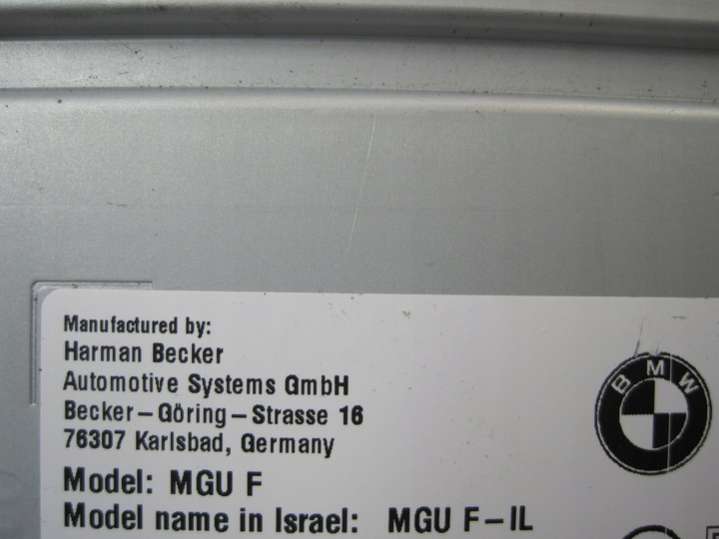 Manufactured by:
Harman Becker
Automotive Systems GmbH
Becker-Göring-Strasse 16
76307 Karlsbad, Germany
Model: MGU F
Model name in Israel: MGU F-IL
BMW